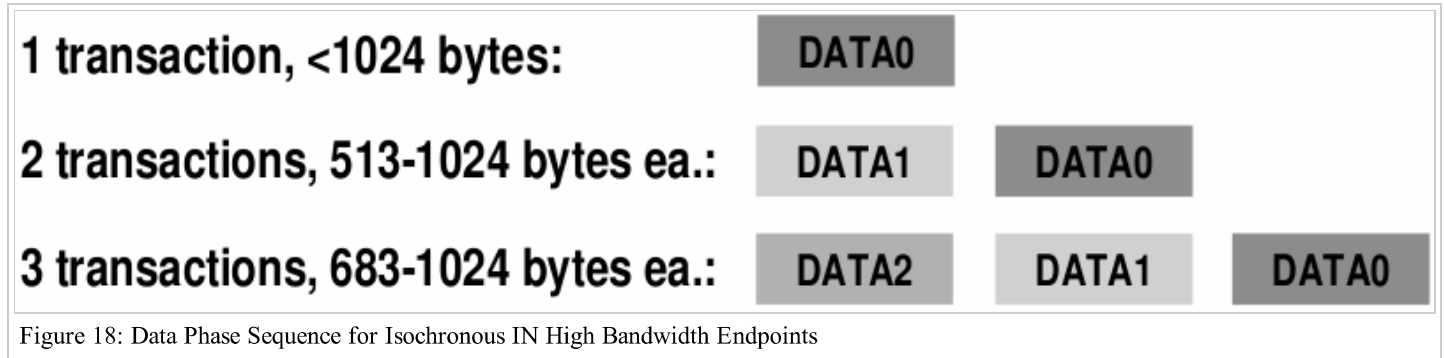 1 transaction, <1024 bytes: DATA0
2 transactions, 513-1024 bytes ea.: DATA1 DATA0
3 transactions, 683-1024 bytes ea.: DATA2 DATA1 DATA0
Figure 18: Data Phase Sequence for Isochronous IN High Bandwidth Endpoints